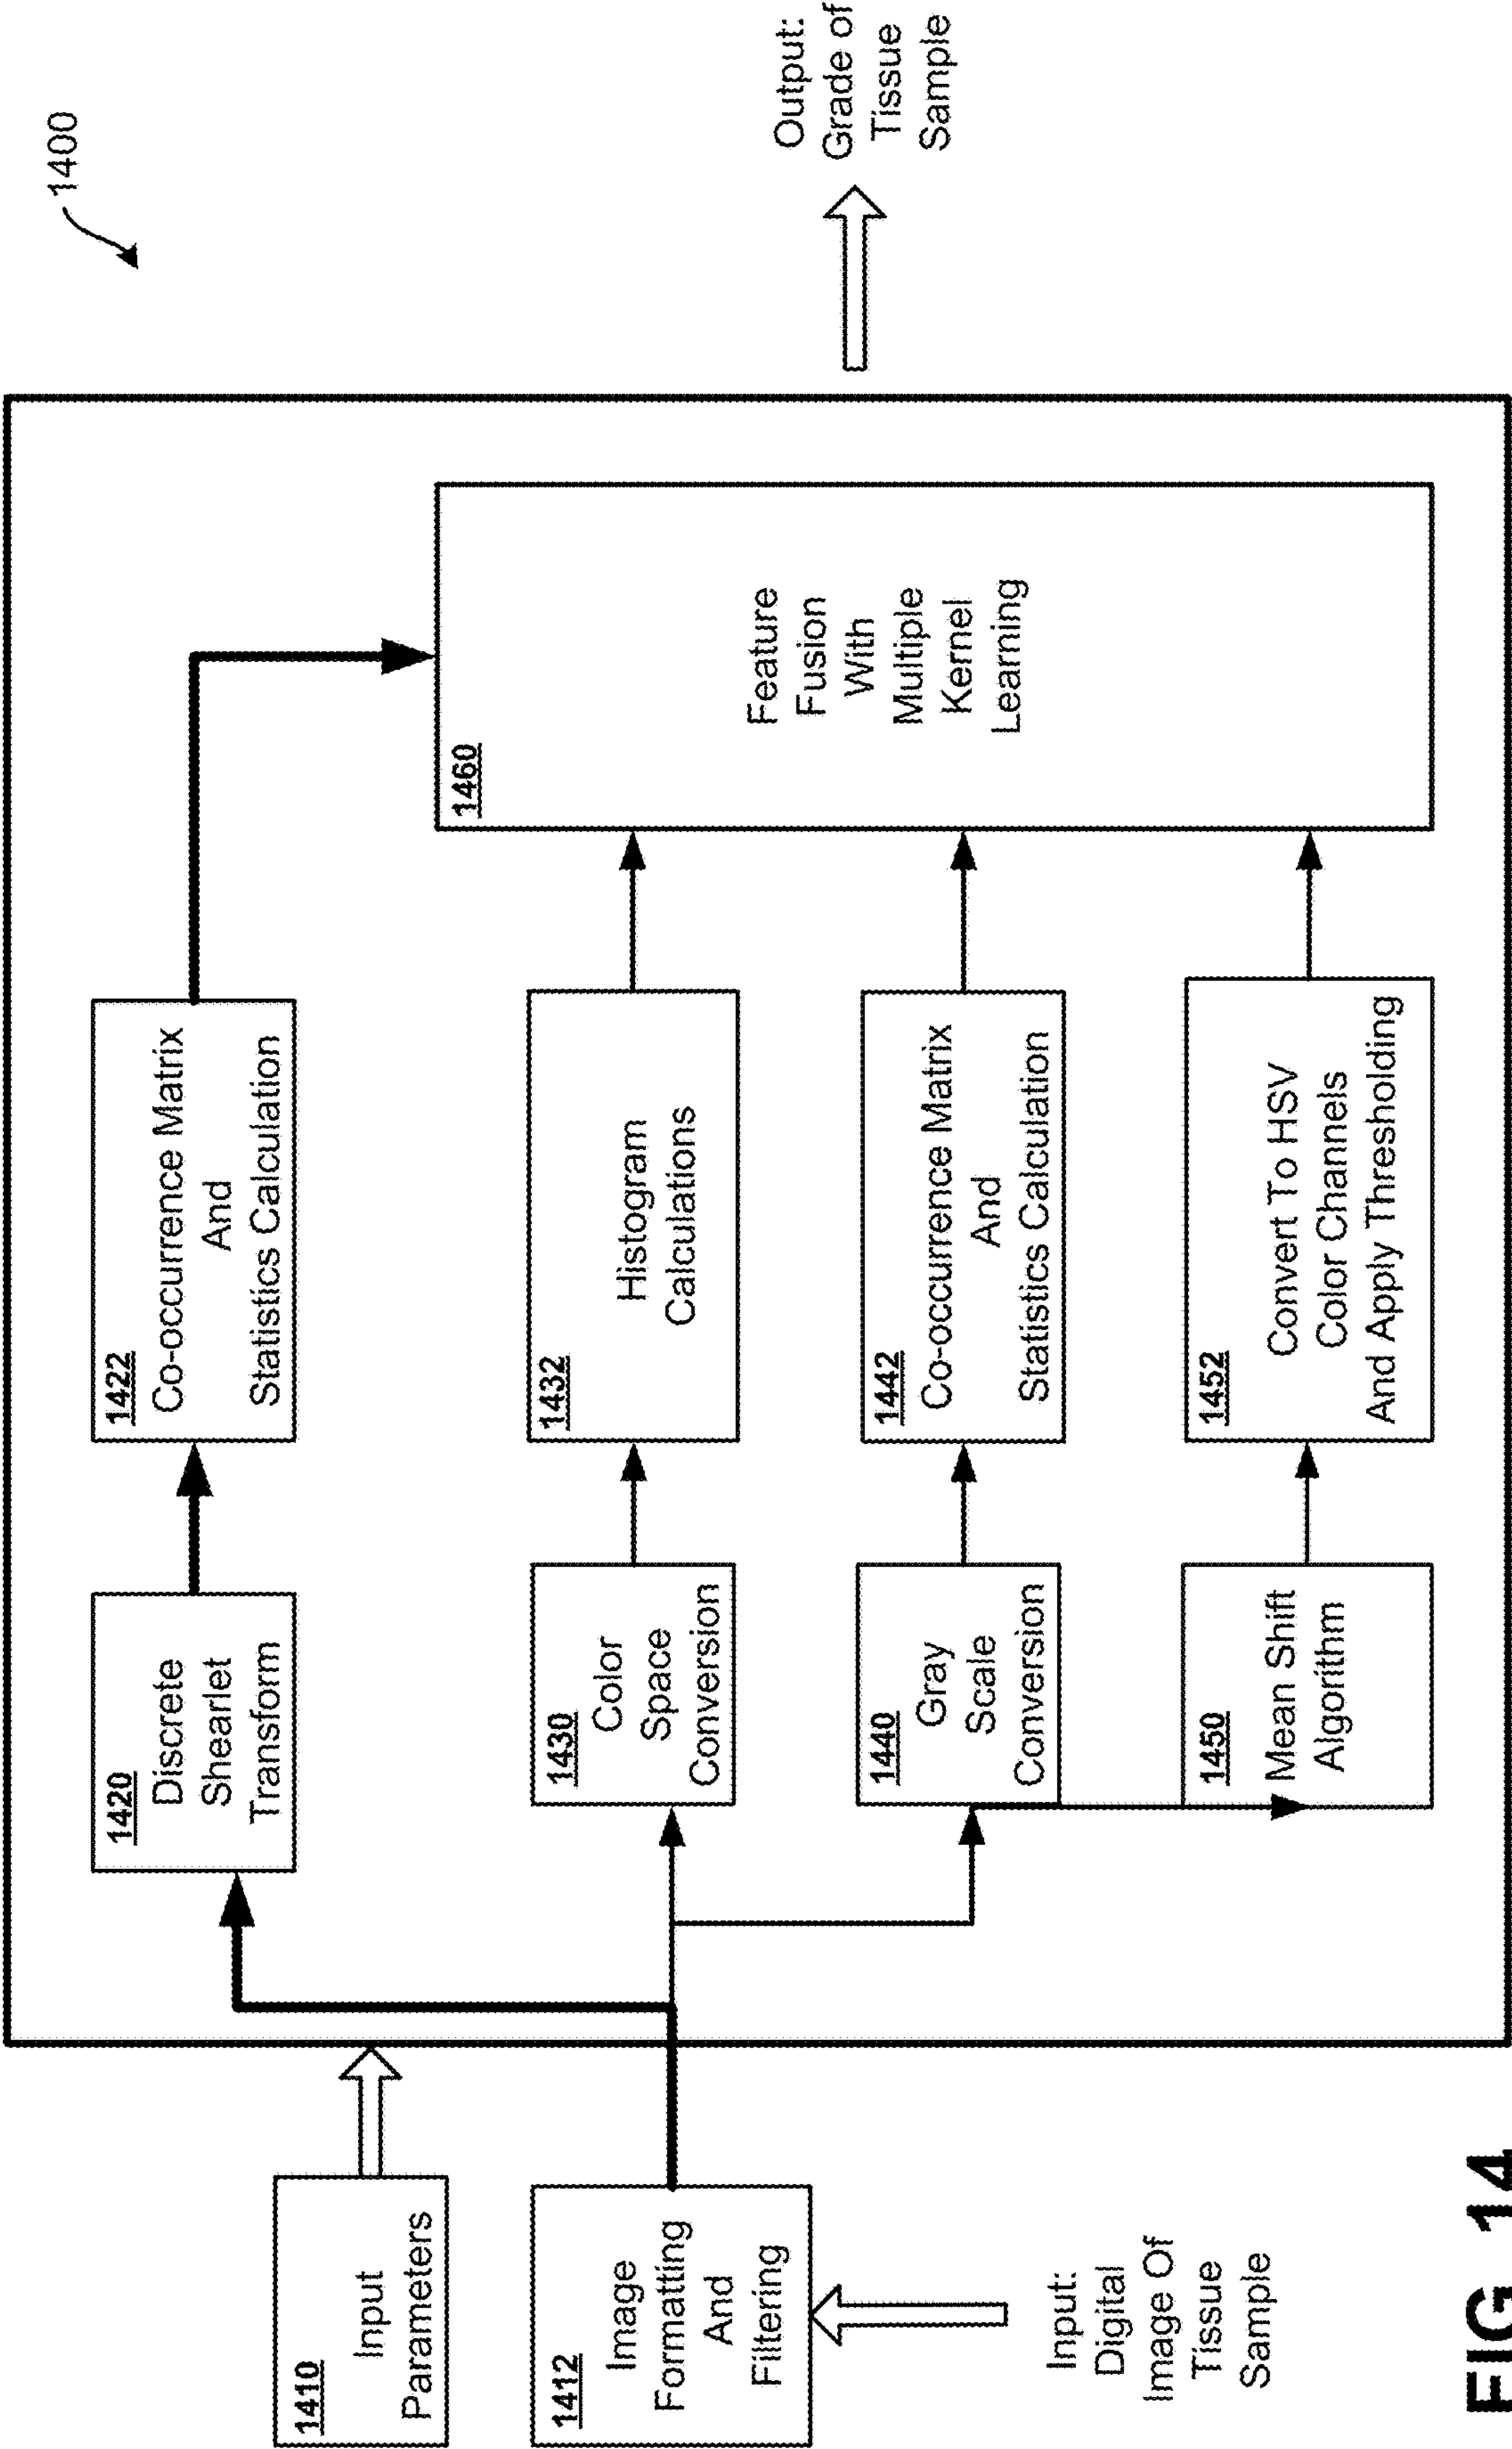 1400
1410
Input
Parameters
1412
Image
Formatting
And
Filtering
Input:
Digital
Image Of
Tissue
Sample
1420
Discrete
Shearlet
Transform
1422
Co-occurrence Matrix
And
Statistics Calculation
1430
Color
Space
Conversion
1432
Histogram
Calculations
1440
Gray
Scale
Conversion
1442
Co-occurrence Matrix
And
Statistics Calculation
1450
Mean Shift
Algorithm
1452
Convert To HSV
Color Channels
And Apply Thresholding
1460
Feature
Fusion
With
Multiple
Kernel
Learning
Output:
Grade of
Tissue
Sample
FIG 14